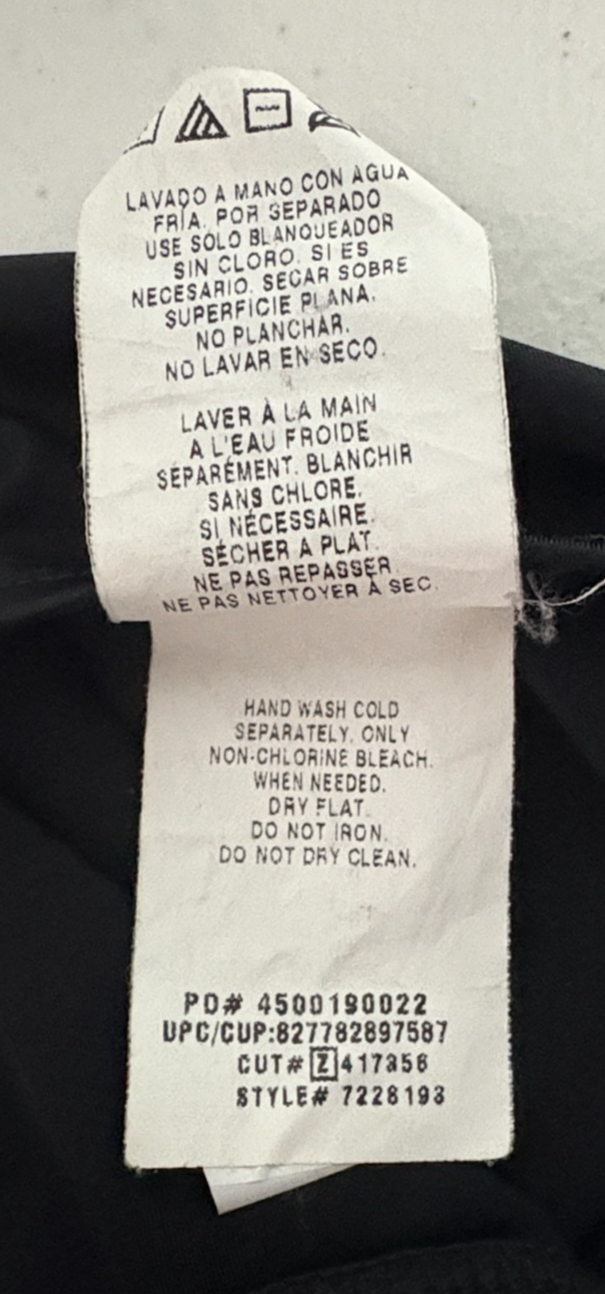 LAVADO A MANO CON AGUA
FRÍA. POR SEPARADO
USE SOLO BLANQUEADOR
SIN CLORO. SI ES
NECESARIO. SECAR SOBRE
SUPERFICIE PLANA.
NO PLANCHAR.
NO LAVAR EN SECO.
LAVER À LA MAIN
A L'EAU FROIDE
SÉPARÉMENT. BLANCHIR
SANS CHLORE.
SI NÉCESSAIRE.
SÉCHER A PLAT.
NE PAS REPASSER
NE PAS NETTOYER À SEC.
HAND WASH COLD
SEPARATELY. ONLY
NON-CHLORINE BLEACH.
WHEN NEEDED.
DRY FLAT.
DO NOT IRON.
DO NOT DRY CLEAN.
PO# 4500190022
UPC/CUP:827782897587
CUT# Z 417356
STYLE# 7228193